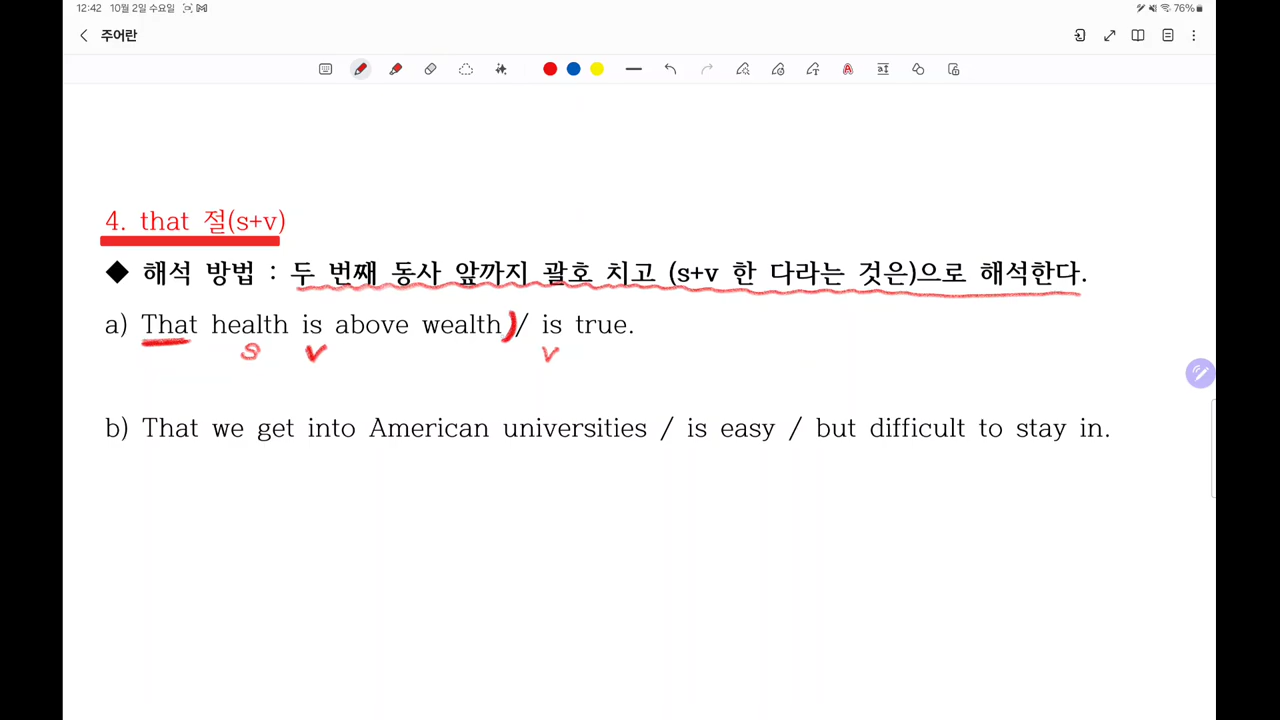 12:42 10월 2일 수요일 76%
주어란
4. that 절(s+v)
◆ 해석 방법 : 두 번째 동사 앞까지 괄호 치고 (s+v 한 다라는 것은)으로 해석한다.
a) That health is above wealth)/ is true.
s v v
b) That we get into American universities / is easy / but difficult to stay in.